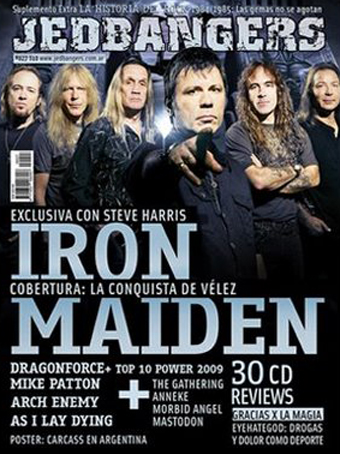 Suplemento Extra LA HISTORIA DEL ROCK 1984/1985: Las gemas no se agotan
JEDBANGERS
www.jedbangers.com.ar
EXCLUSIVA CON STEVE HARRIS
IRON
COBERTURA: LA CONQUISTA DE VÉLEZ
MAIDEN
DRAGONFORCE+ TOP 10 POWER 2009
MIKE PATTON
ARCH ENEMY
AS I LAY DYING
POSTER: CARCASS EN ARGENTINA
+
THE GATHERING
ANNEKE
MORBID ANGEL
MASTODON
30 CD
REVIEWS
GRACIAS X LA MAGIA
EYEHATEGOD: DROGAS
Y DOLOR COMO DEPORTE